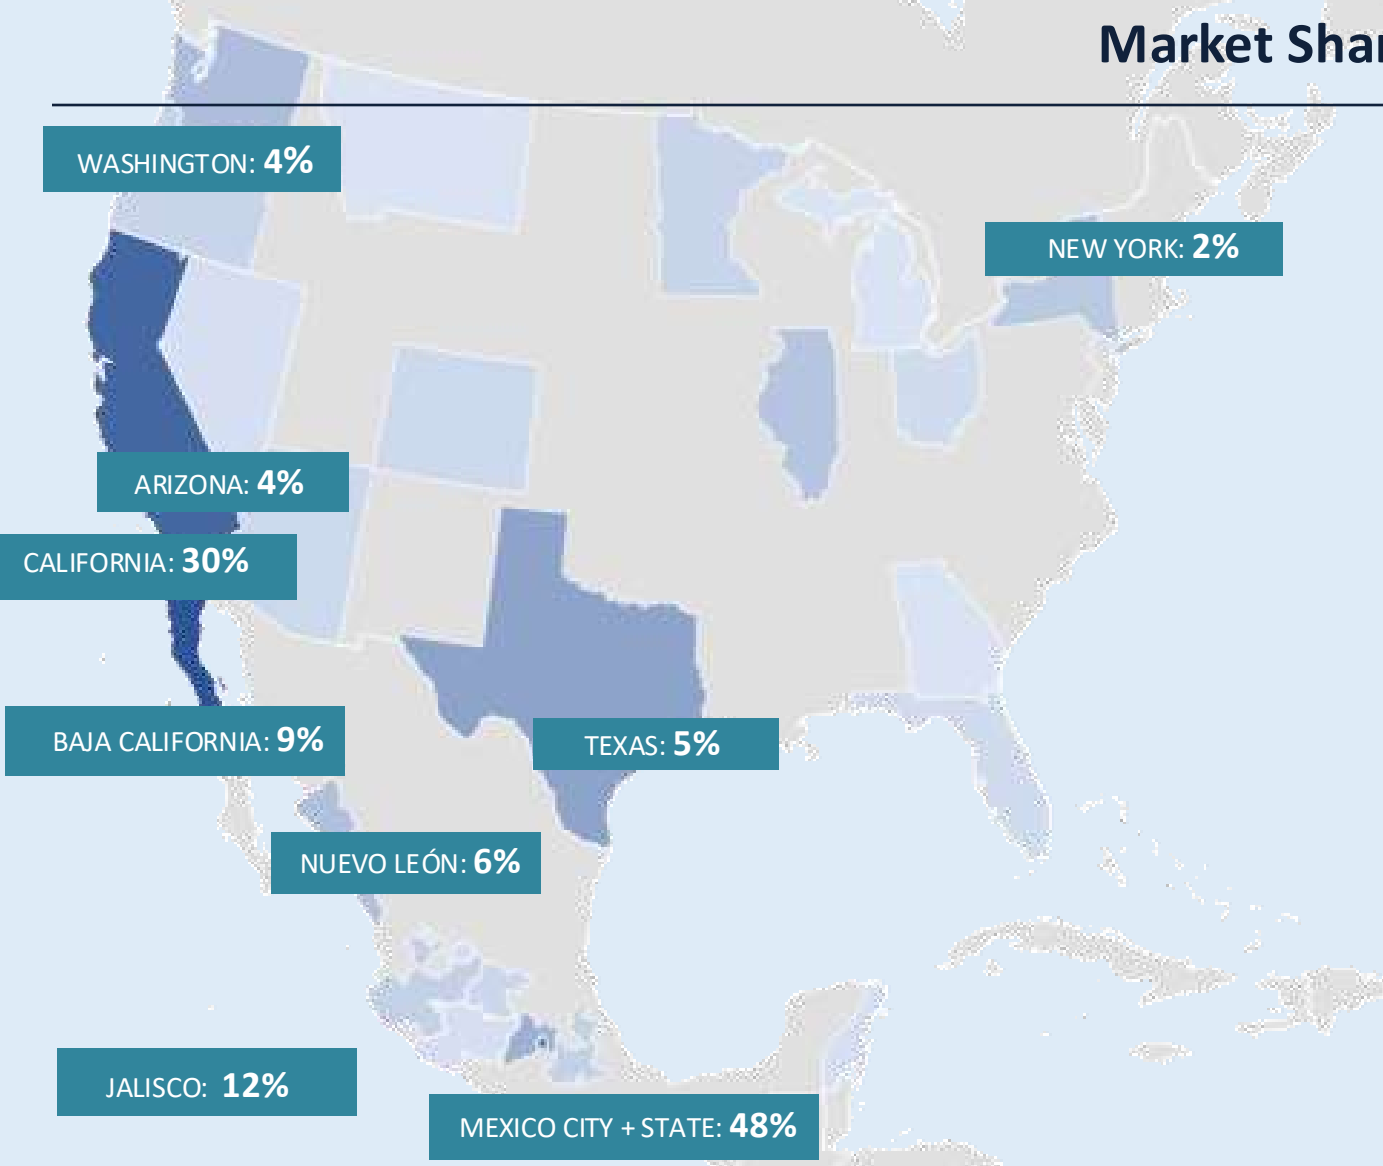 Market Shar
WASHINGTON: 4%
NEW YORK: 2%
ARIZONA: 4%
CALIFORNIA: 30%
BAJA CALIFORNIA: 9%
TEXAS: 5%
NUEVO LEÓN: 6%
JALISCO: 12%
MEXICO CITY + STATE: 48%